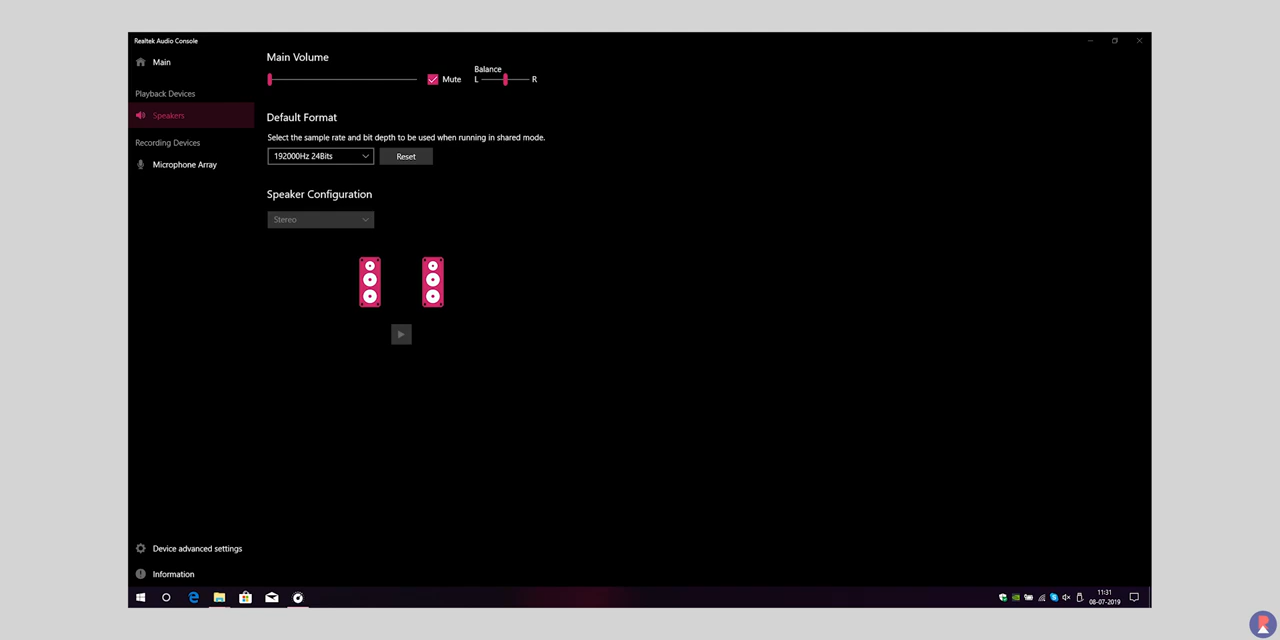 Realtek Audio Console
Main
Playback Devices
Speakers
Recording Devices
Microphone Array
Device advanced settings
Information
Main Volume
Mute
Balance
L
R
Default Format
Select the sample rate and bit depth to be used when running in shared mode.
192000Hz 24Bits
Reset
Speaker Configuration
Stereo
11:31
08-07-2019